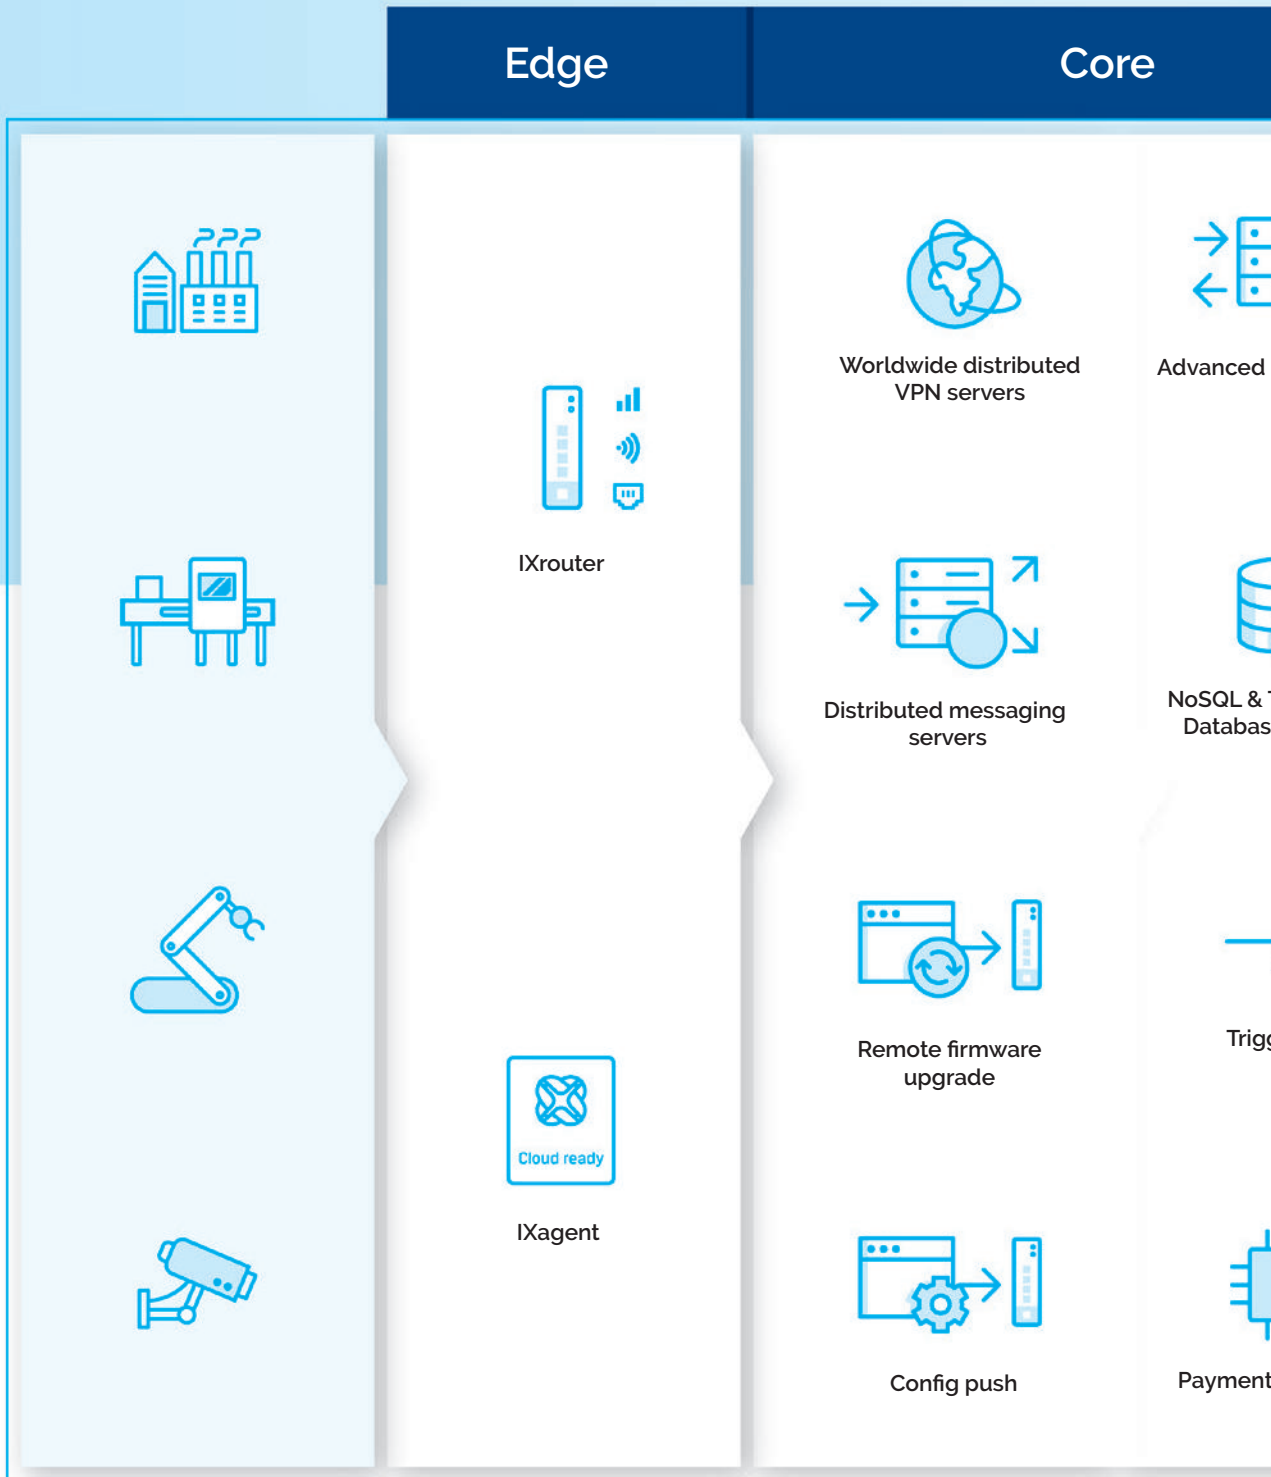 Edge
Core
Worldwide distributed
VPN servers
Advanced
IXrouter
Distributed messaging
servers
NoSQL &
Remote firmware
upgrade
Cloud ready
IXagent
Config push
Payment